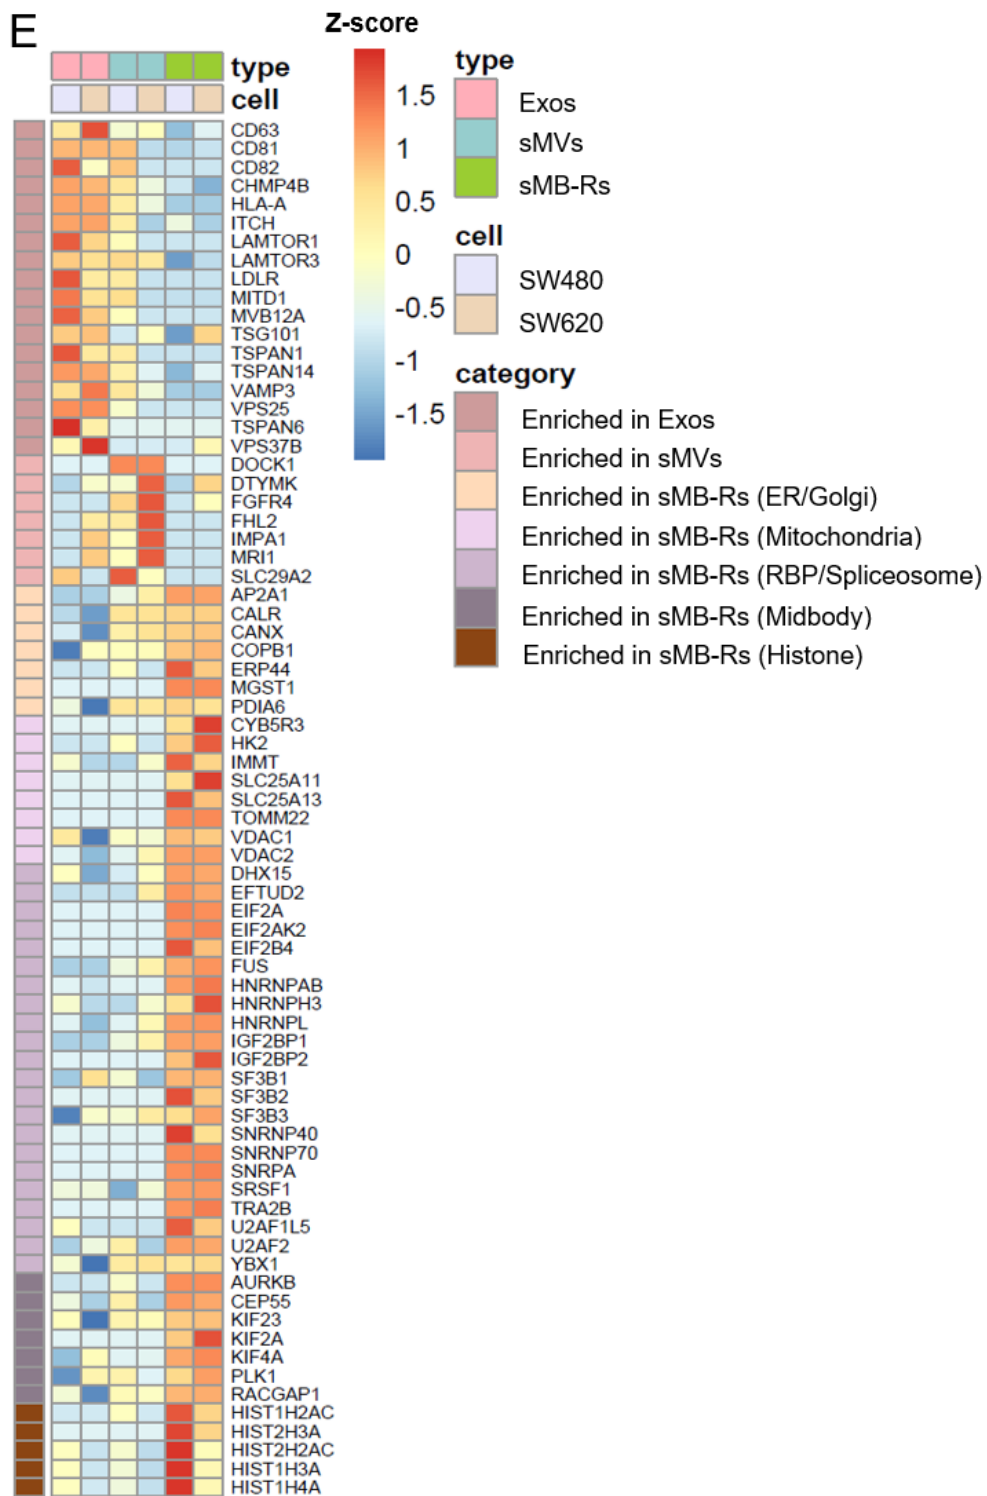 E
Z-score
1.5
1
0.5
0
-0.5
-1
-1.5
type
cell
type
Exos
sMVs
sMB-Rs
cell
SW480
SW620
category
Enriched in Exos
Enriched in sMVs
Enriched in sMB-Rs (ER/Golgi)
Enriched in sMB-Rs (Mitochondria)
Enriched in sMB-Rs (RBP/Spliceosome)
Enriched in sMB-Rs (Midbody)
Enriched in sMB-Rs (Histone)
CD63
CD81
CD82
CHMP4B
HLA-A
ITCH
LAMTOR1
LAMTOR3
LDLR
MITD1
MVB12A
TSG101
TSPAN1
TSPAN14
VAMP3
VPS25
TSPAN6
VPS37B
DOCK1
DTYMK
FGFR4
FHL2
IMPA1
MRI1
SLC29A2
AP2A1
CALR
CANX
COPB1
ERP44
MGST1
PDIA6
CYB5R3
HK2
IMMT
SLC25A11
SLC25A13
TOMM22
VDAC1
VDAC2
DHX15
EFTUD2
EIF2A
EIF2AK2
EIF2B4
FUS
HNRNPAB
HNRNPH3
HNRNPL
IGF2BP1
IGF2BP2
SF3B1
SF3B2
SF3B3
SNRNP40
SNRNP70
SNRPA
SRSF1
TRA2B
U2AF1L5
U2AF2
YBX1
AURKB
CEP55
KIF23
KIF2A
KIF4A
PLK1
RACGAP1
HIST1H2AC
HIST2H3A
HIST2H2AC
HIST1H3A
HIST1H4A